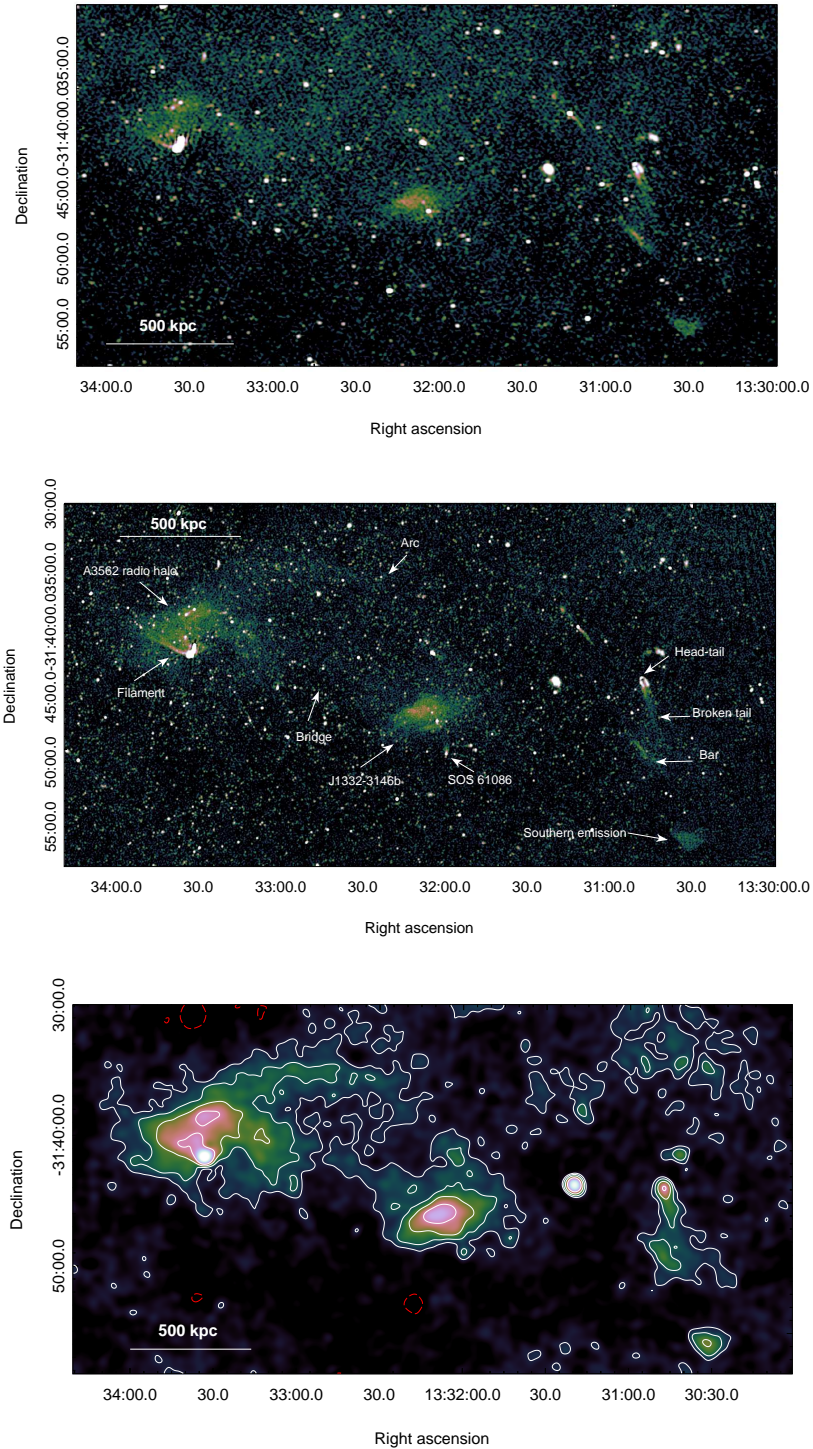 Declination
55:00.0 50:00.0 45:00.0 -31:40:00.0 35:00.0
500 kpc
34:00.0 30.0 33:00.0 30.0 32:00.0 30.0 31:00.0 30.0 13:30:00.0
Right ascension
Declination
55:00.0 50:00.0 45:00.0 -31:40:00.0 35:00.0 30:00.0
500 kpc
Arc
A3562 radio halo
Head-tail
Filament
Broken tail
Bridge
Bar
J1332-3146b
SOS 61086
Southern emission
34:00.0 30.0 33:00.0 30.0 32:00.0 30.0 31:00.0 30.0 13:30:00.0
Right ascension
Declination
50:00.0 -31:40:00.0 30:00.0
500 kpc
34:00.0 30.0 33:00.0 30.0 13:32:00.0 30.0 31:00.0 30:30.0
Right ascension